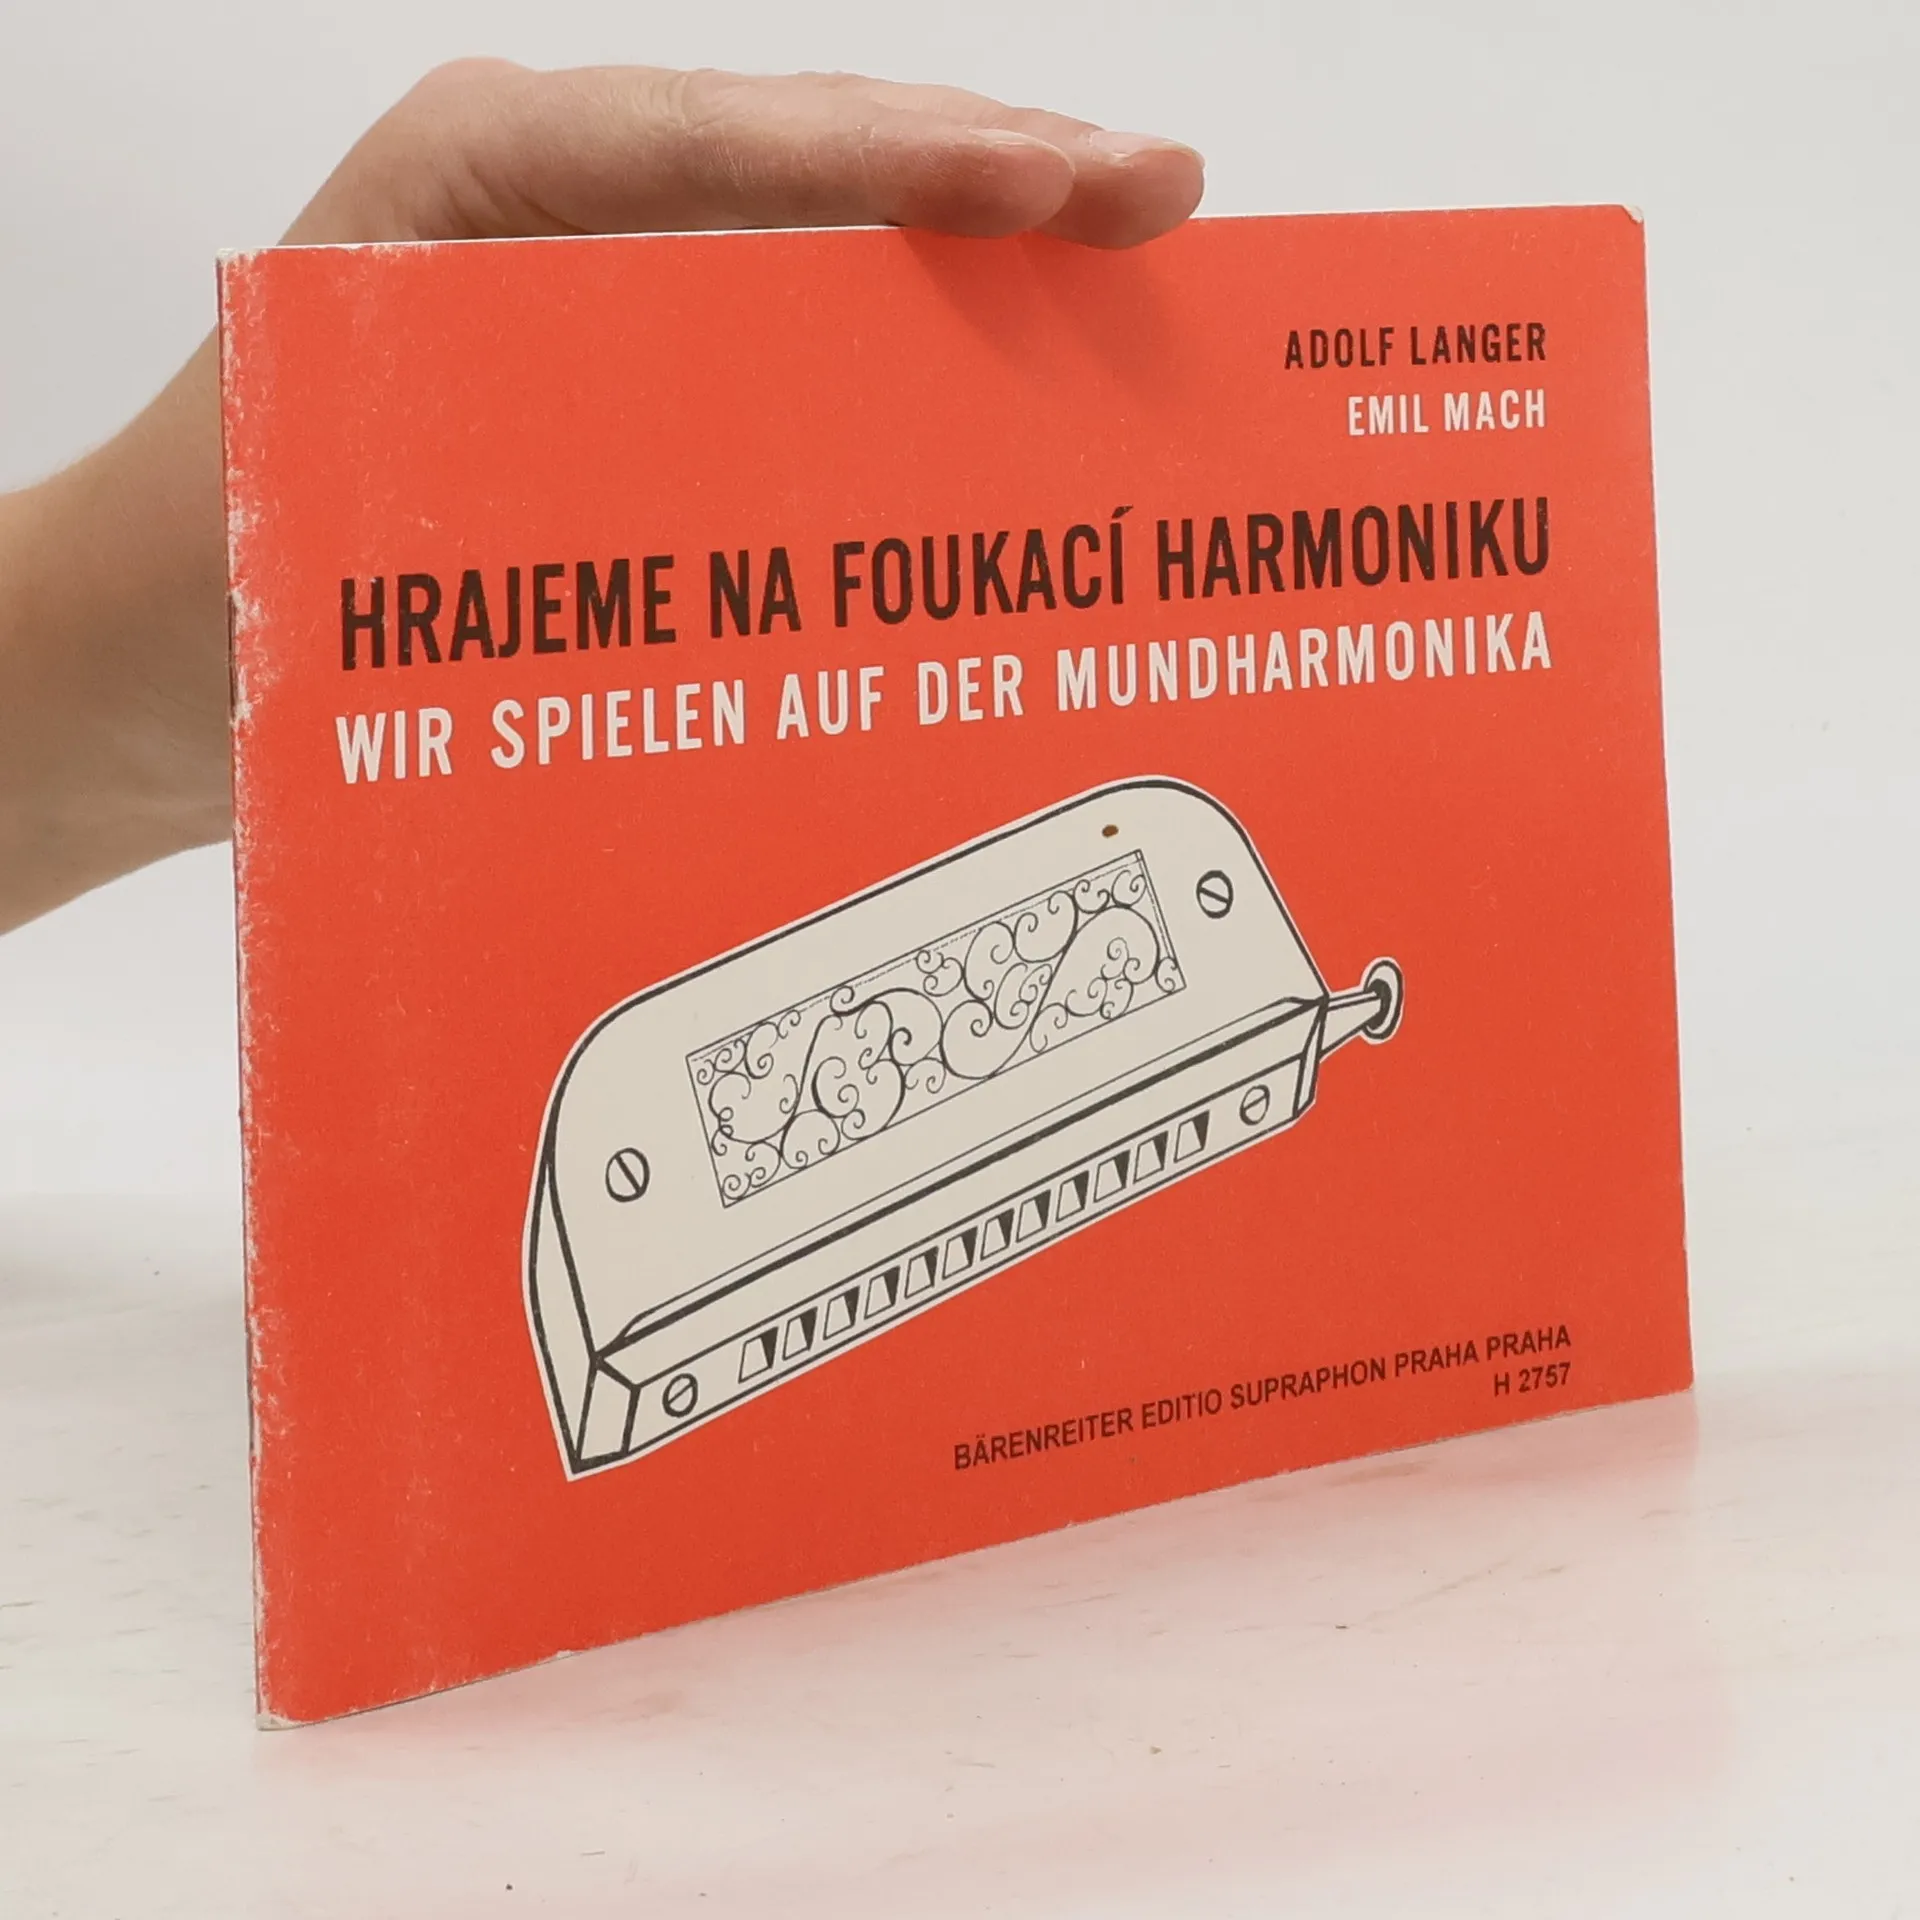 ADOLF LANGER
EMIL MACH
HRAJEME NA FOUKACÍ HARMONIKU
WIR SPIELEN AUF DER MUNDHARMONIKA
BÄRENREITER EDITIO SUPRAPHON PRAHA PRAHA
H 2757